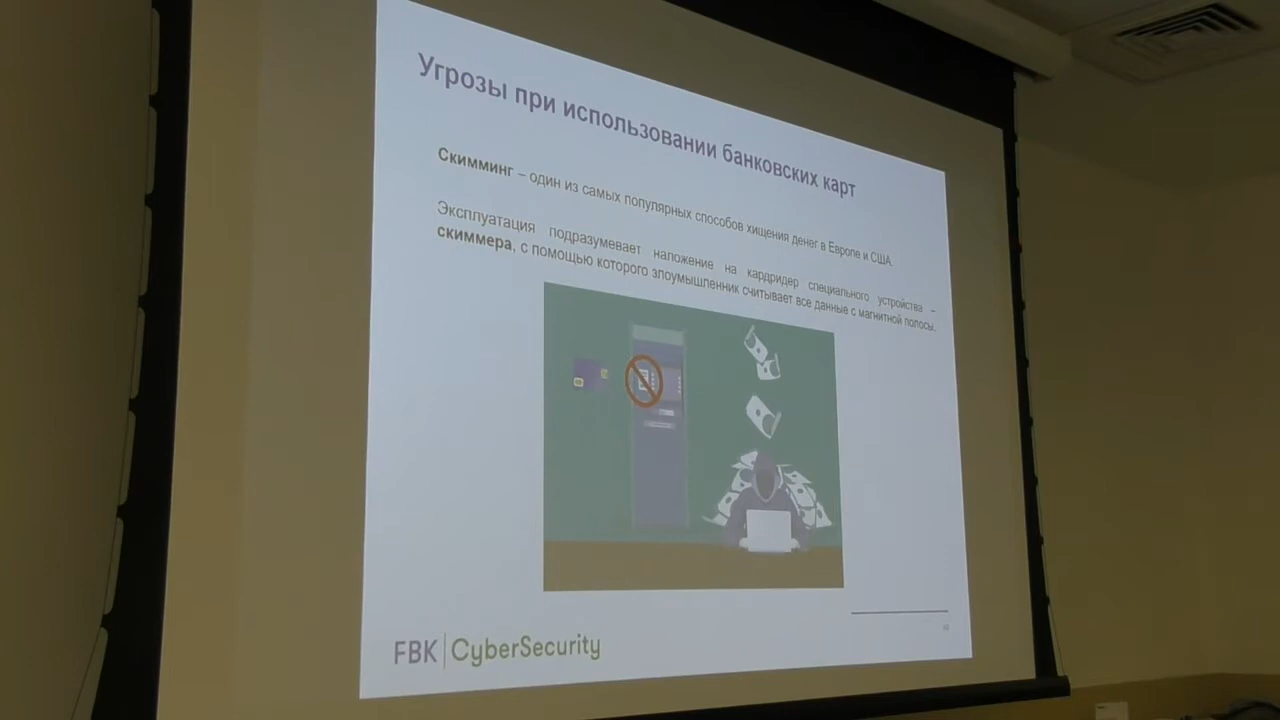 Угрозы при использовании банковских карт
Скимминг – один из самых популярных способов хищения денег в Европе и США.
Эксплуатация подразумевает наложение на кардридер специального устройства –
скиммера, с помощью которого злоумышленник считывает все данные с магнитной полосы.
FBK CyberSecurity